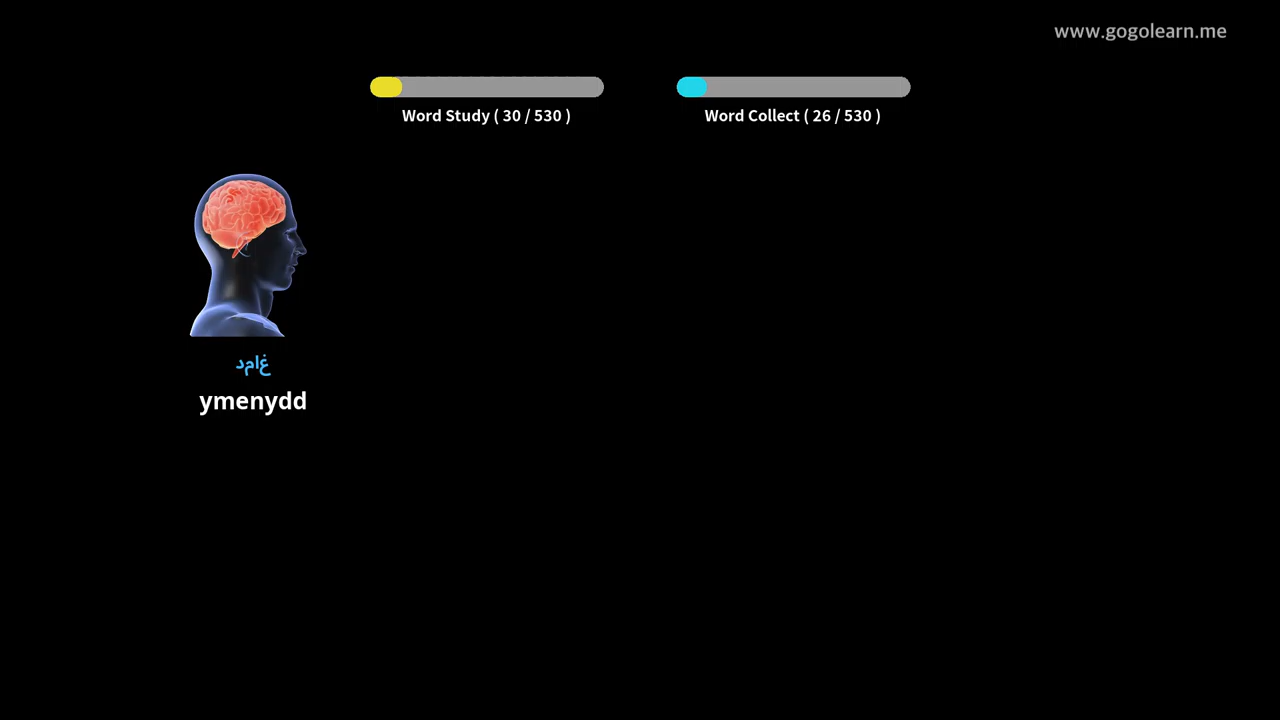 www.gogolearn.me
Word Study ( 30 / 530 )
Word Collect ( 26 / 530 )
دماغ
ymenydd